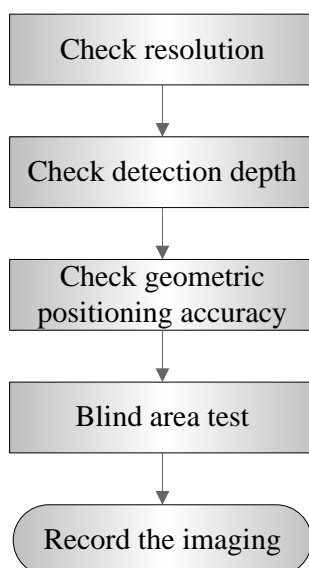 Check resolution
Check detection depth
Check geometric
positioning accuracy
Blind area test
Record the imaging